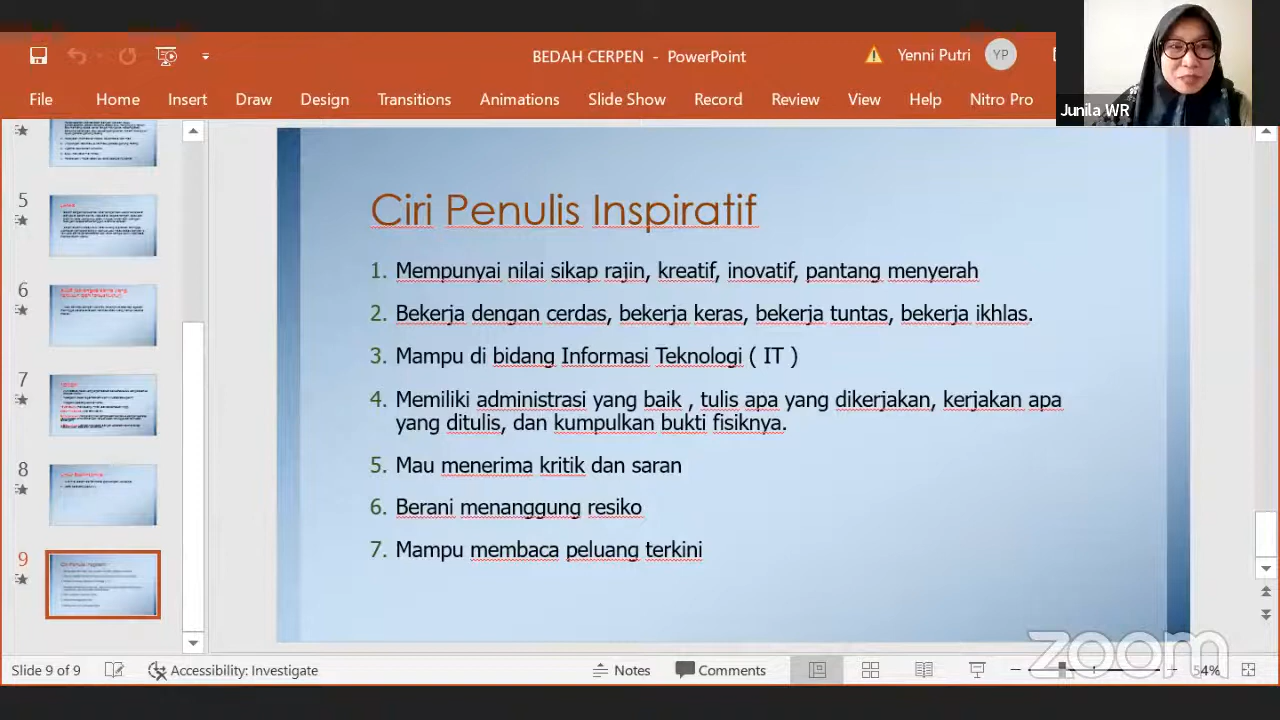 BEDAH CERPEN - PowerPoint
Yenni Putri
YP
File Home Insert Draw Design Transitions Animations Slide Show Record Review View Help Nitro Pro
Junila WR
5
6
7
8
9
Ciri Penulis Inspiratif
1. Mempunyai nilai sikap rajin, kreatif, inovatif, pantang menyerah
2. Bekerja dengan cerdas, bekerja keras, bekerja tuntas, bekerja ikhlas.
3. Mampu di bidang Informasi Teknologi ( IT )
4. Memiliki administrasi yang baik , tulis apa yang dikerjakan, kerjakan apa
yang ditulis, dan kumpulkan bukti fisiknya.
5. Mau menerima kritik dan saran
6. Berani menanggung resiko
7. Mampu membaca peluang terkini
zoom
Slide 9 of 9
Accessibility: Investigate
Notes
Comments
54%